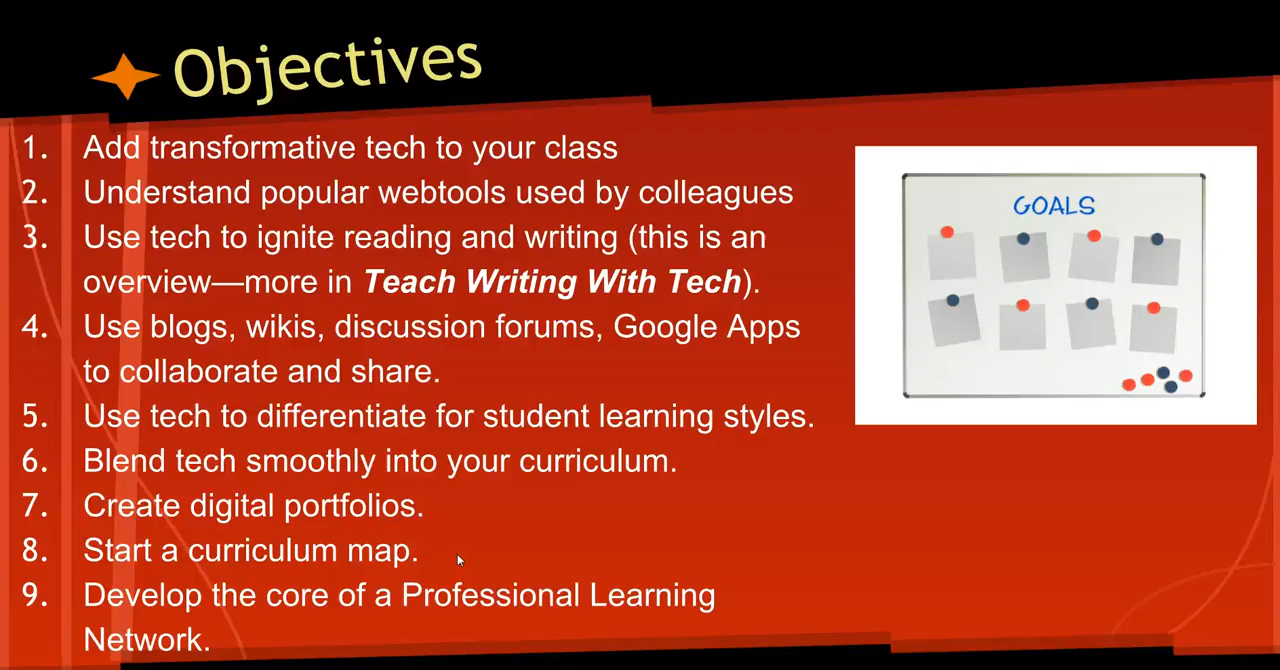 Objectives
1. Add transformative tech to your class
2. Understand popular webtools used by colleagues
3. Use tech to ignite reading and writing (this is an
overview—more in Teach Writing With Tech).
4. Use blogs, wikis, discussion forums, Google Apps
to collaborate and share.
5. Use tech to differentiate for student learning styles.
6. Blend tech smoothly into your curriculum.
7. Create digital portfolios.
8. Start a curriculum map.
9. Develop the core of a Professional Learning
Network.
GOALS